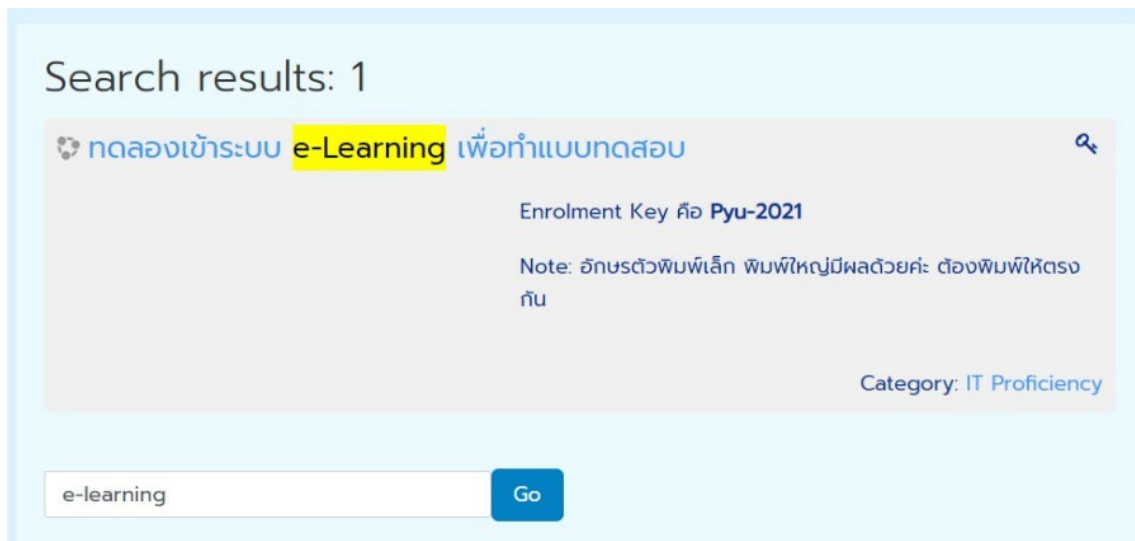 Search results: 1
ทดลองเข้าระบบ e-Learning เพื่อทำแบบทดสอบ
Enrolment Key คือ Pyu-2021
Note: อักษรตัวพิมพ์เล็ก พิมพ์ใหญ่มีผลด้วยค่ะ ต้องพิมพ์ให้ตรง
กัน
Category: IT Proficiency
e-learning
Go